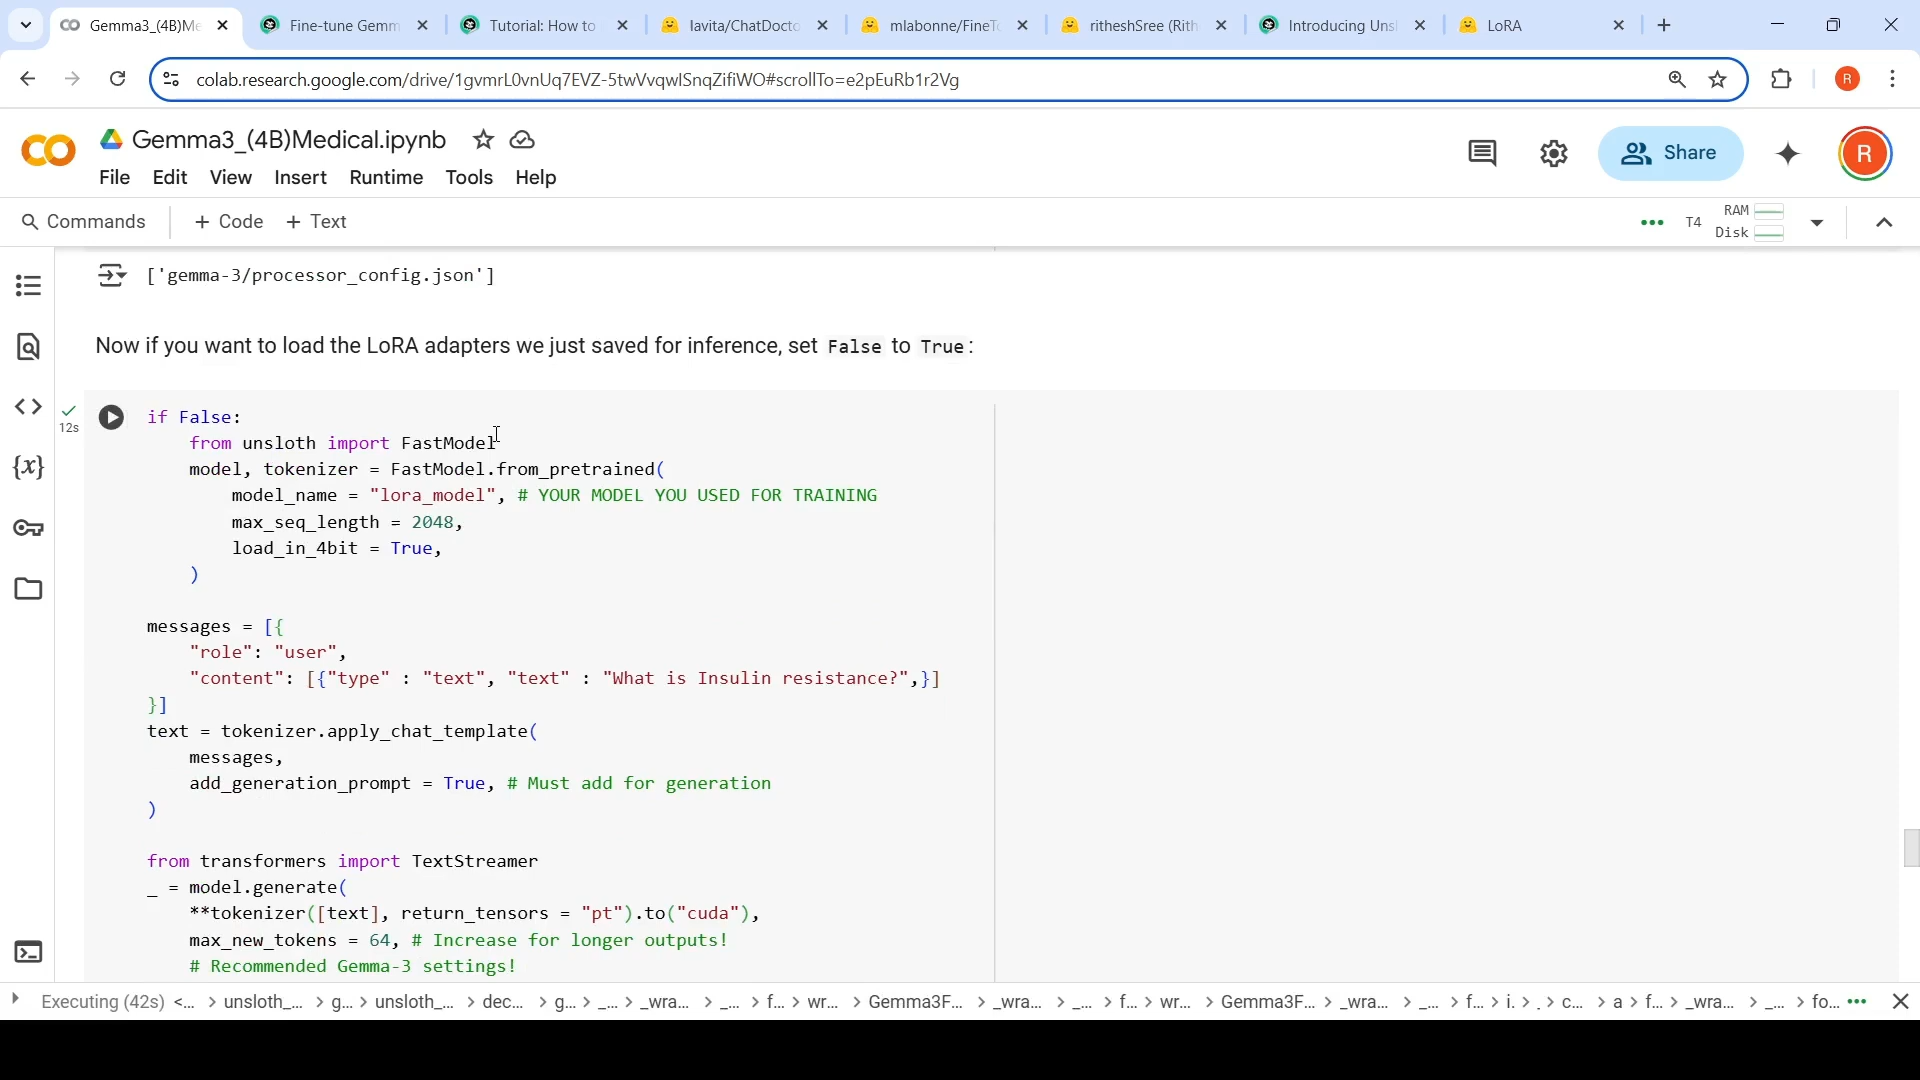 Gemma3_(4B)Me
Fine-tune Gemm
Tutorial: How to
lavita/ChatDocto
mlabonne/FineTo
ritheshSree (Rith
Introducing Unsl
LoRA
colab.research.google.com/drive/1gvmrL0vnUq7EVZ-5twVvqwISnqZifiWO#scrollTo=e2pEuRb1r2Vg
R
Gemma3_(4B)Medical.ipynb
Share
R
File Edit View Insert Runtime Tools Help
Commands
+ Code + Text
T4
RAM
Disk
['gemma-3/processor_config.json']
Now if you want to load the LoRA adapters we just saved for inference, set False to True:
12s
if False:
from unsloth import FastModel
model, tokenizer = FastModel.from_pretrained(
model_name = "lora_model", # YOUR MODEL YOU USED FOR TRAINING
max_seq_length = 2048,
load_in_4bit = True,
)
messages = [{
"role": "user",
"content": [{"type" : "text", "text" : "What is Insulin resistance?",}]
}]
text = tokenizer.apply_chat_template(
messages,
add_generation_prompt = True, # Must add for generation
)
from transformers import TextStreamer
_ = model.generate(
**tokenizer([text], return_tensors = "pt").to("cuda"),
max_new_tokens = 64, # Increase for longer outputs!
# Recommended Gemma-3 settings!
Executing (42s) <... > unsloth_... > g... > unsloth_... > dec... > g... > _... > _wra... > _... > f... > wr... > Gemma3F... > _wra... > _... > f... > wr... > Gemma3F... > _wra... > _... > f... > i. > . > c... > a > f... > _wra... > _... > fo...